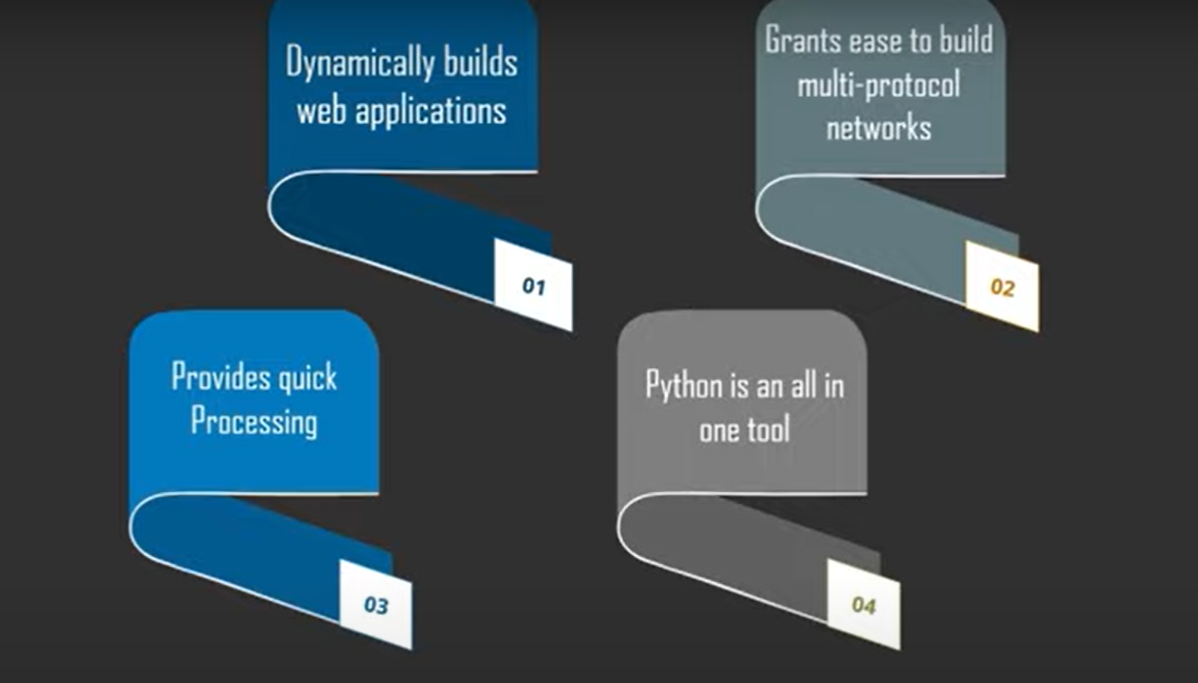 Dynamically builds
web applications
01
Grants ease to build
multi-protocol
networks
02
Provides quick
Processing
03
Python is an all in
one tool
04